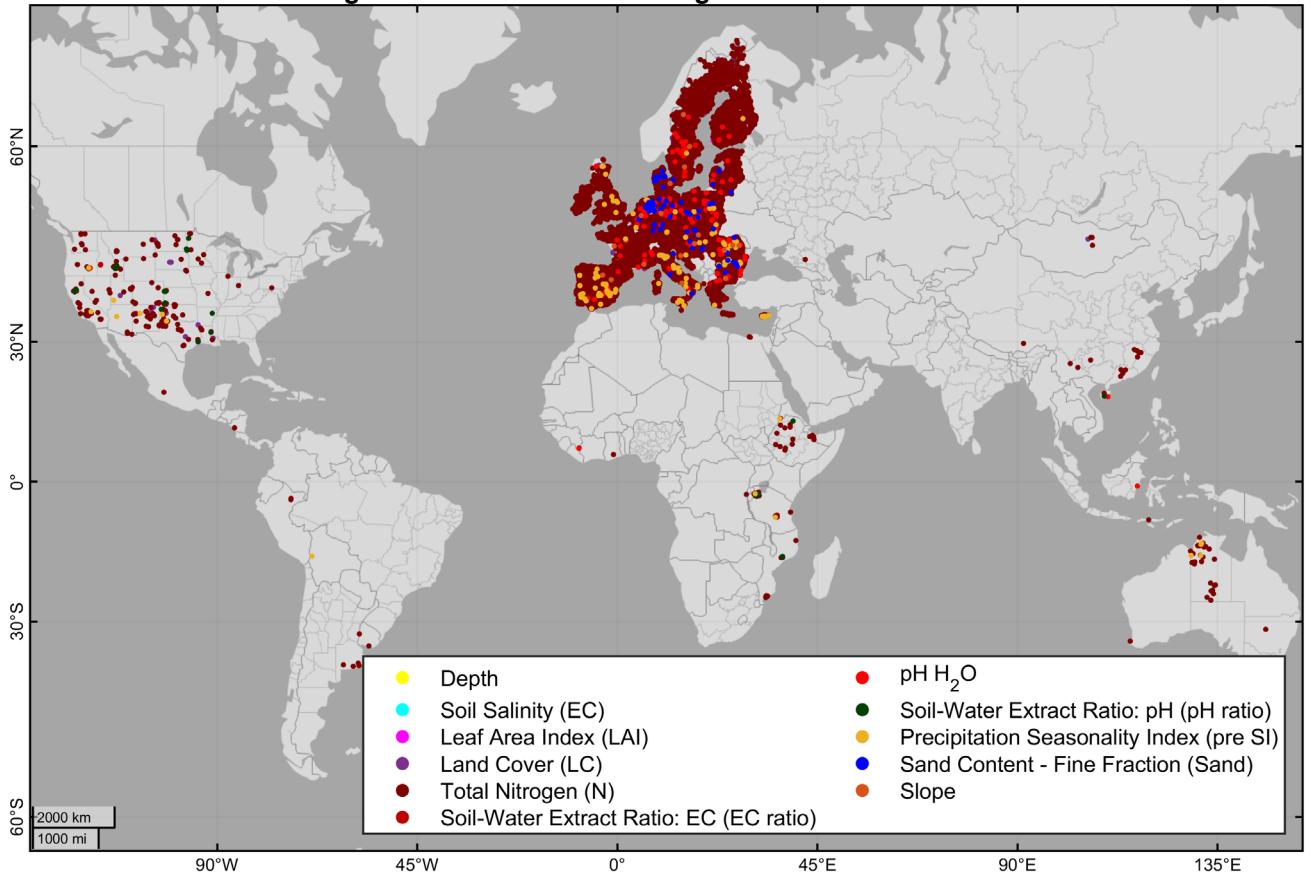 60°N
30°N
0°
30°S
60°S
2000 km
1000 mi
90°W 45°W 0° 45°E 90°E 135°E
Depth
Soil Salinity (EC)
Leaf Area Index (LAI)
Land Cover (LC)
Total Nitrogen (N)
Soil-Water Extract Ratio: EC (EC ratio)
pH H₂O
Soil-Water Extract Ratio: pH (pH ratio)
Precipitation Seasonality Index (pre SI)
Sand Content - Fine Fraction (Sand)
Slope